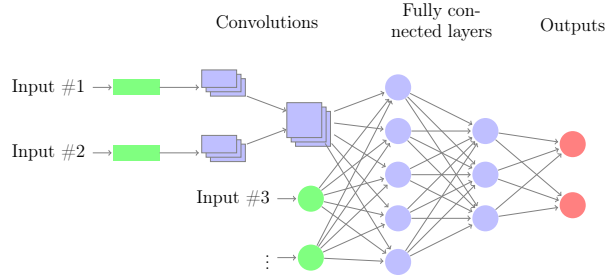 Convolutions
Fully con-
nected layers
Outputs
Input #1
Input #2
Input #3
⋮